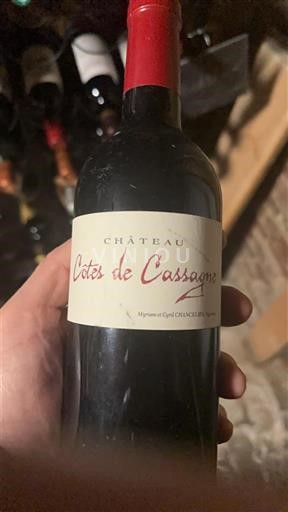 CHÂTEAU
VINIOU
Côtes de Cassagne
Myriam et Cyril CHANCELIER,